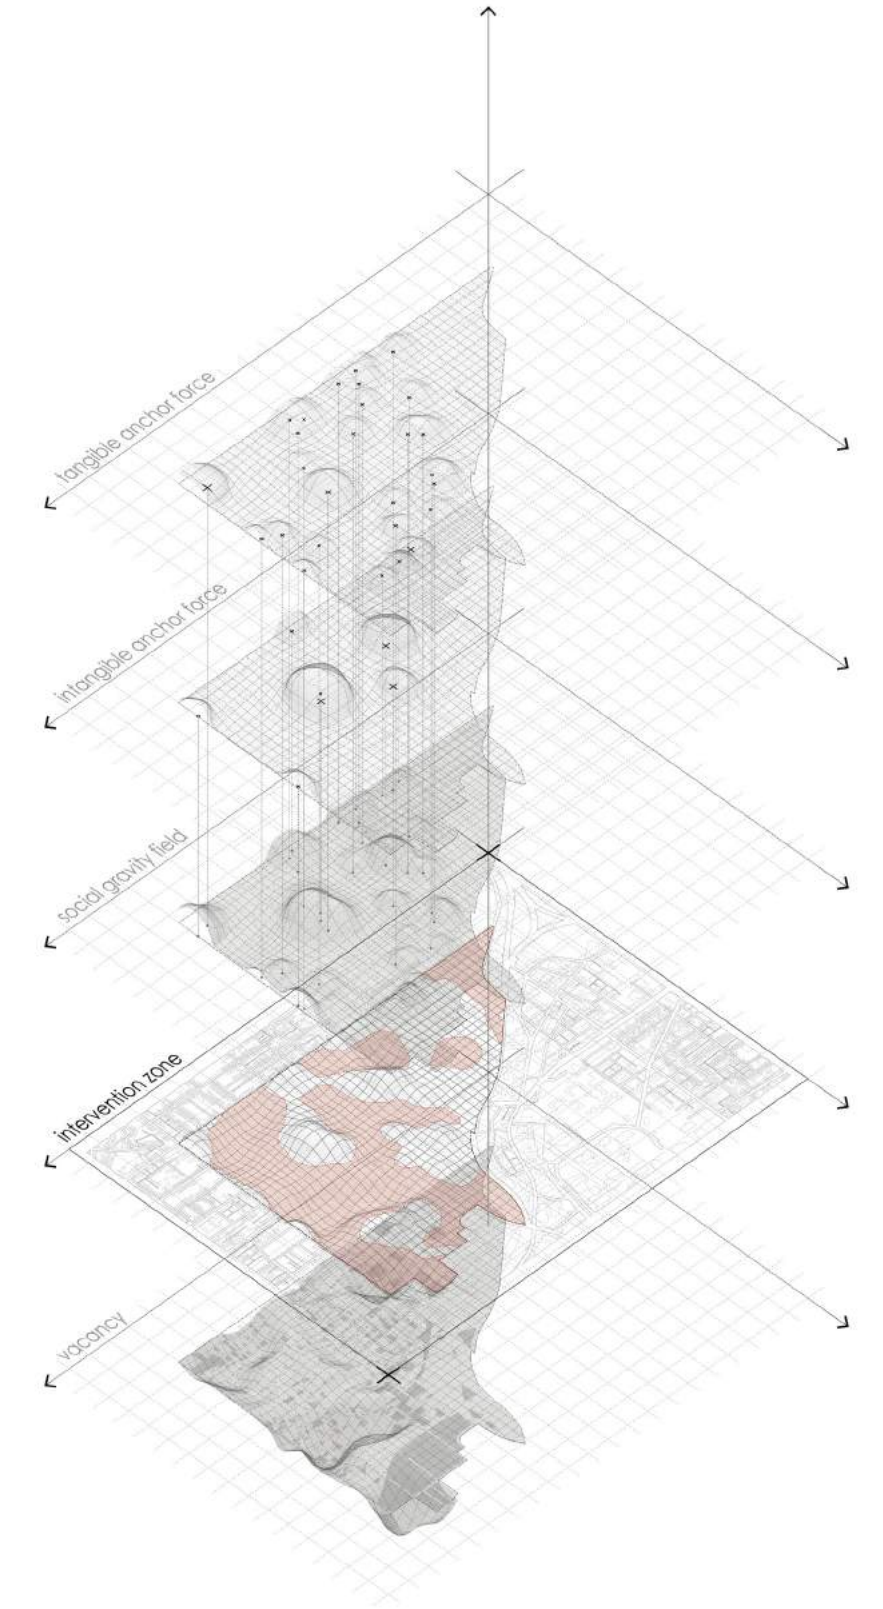 tangible anchor force
intangible anchor force
social gravity field
intervention zone
vacancy